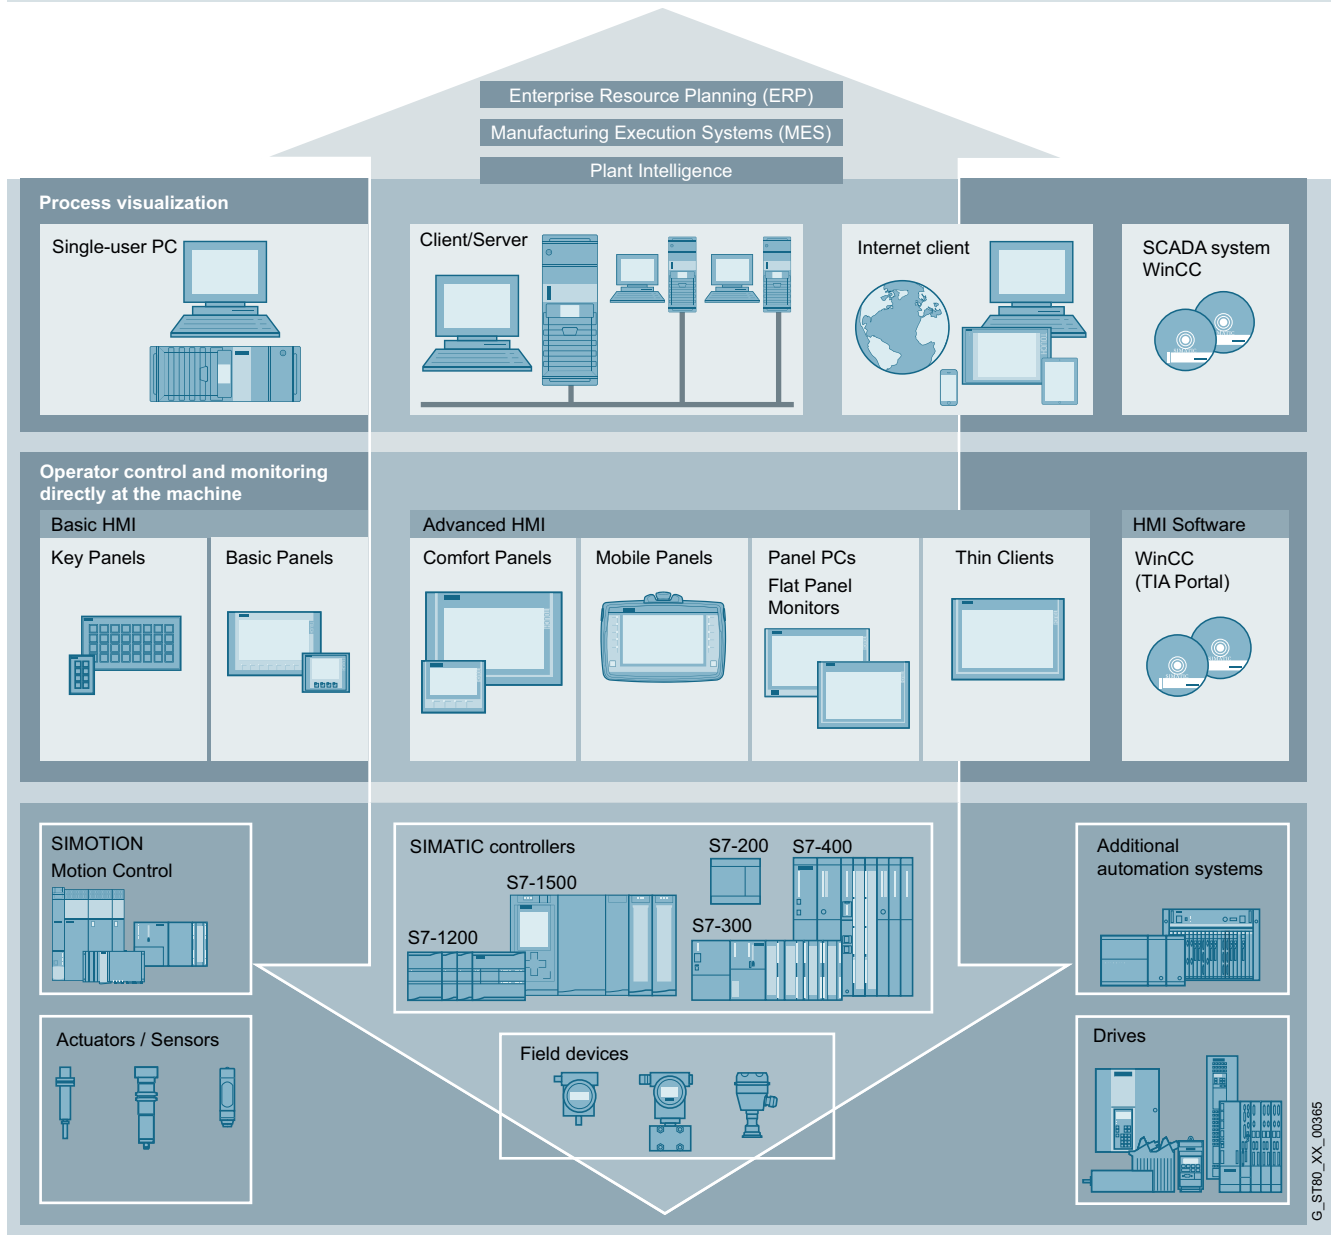 Enterprise Resource Planning (ERP)
Manufacturing Execution Systems (MES)
Plant Intelligence
Process visualization
Single-user PC
Client/Server
Internet client
SCADA system
WinCC
Operator control and monitoring
directly at the machine
Basic HMI
Advanced HMI
HMI Software
Key Panels
Basic Panels
Comfort Panels
Mobile Panels
Panel PCs
Flat Panel
Monitors
Thin Clients
WinCC
(TIA Portal)
SIMOTION
Motion Control
SIMATIC controllers
S7-200
S7-400
S7-1500
S7-300
S7-1200
Additional
automation systems
Actuators / Sensors
Field devices
Drives
G_ST80_XX_00365